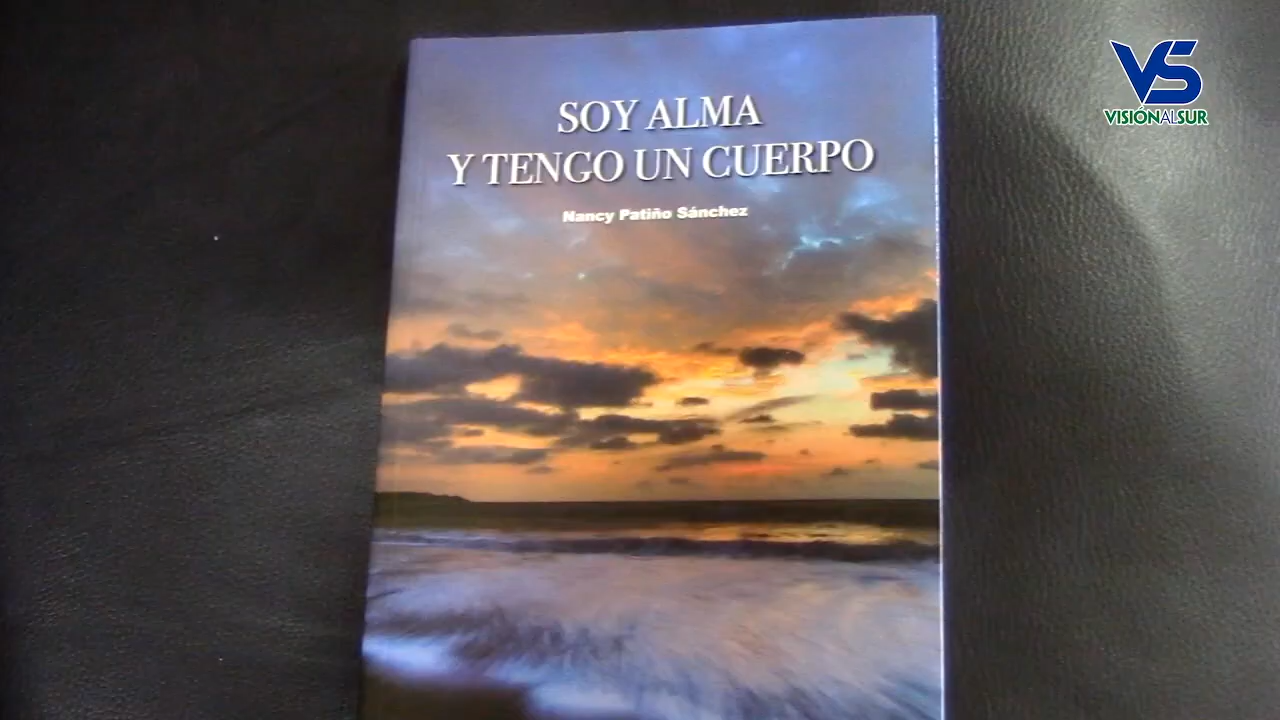 SOY ALMA
Y TENGO UN CUERPO
Nancy Patiño Sánchez
VS
VISIÓNALSUR